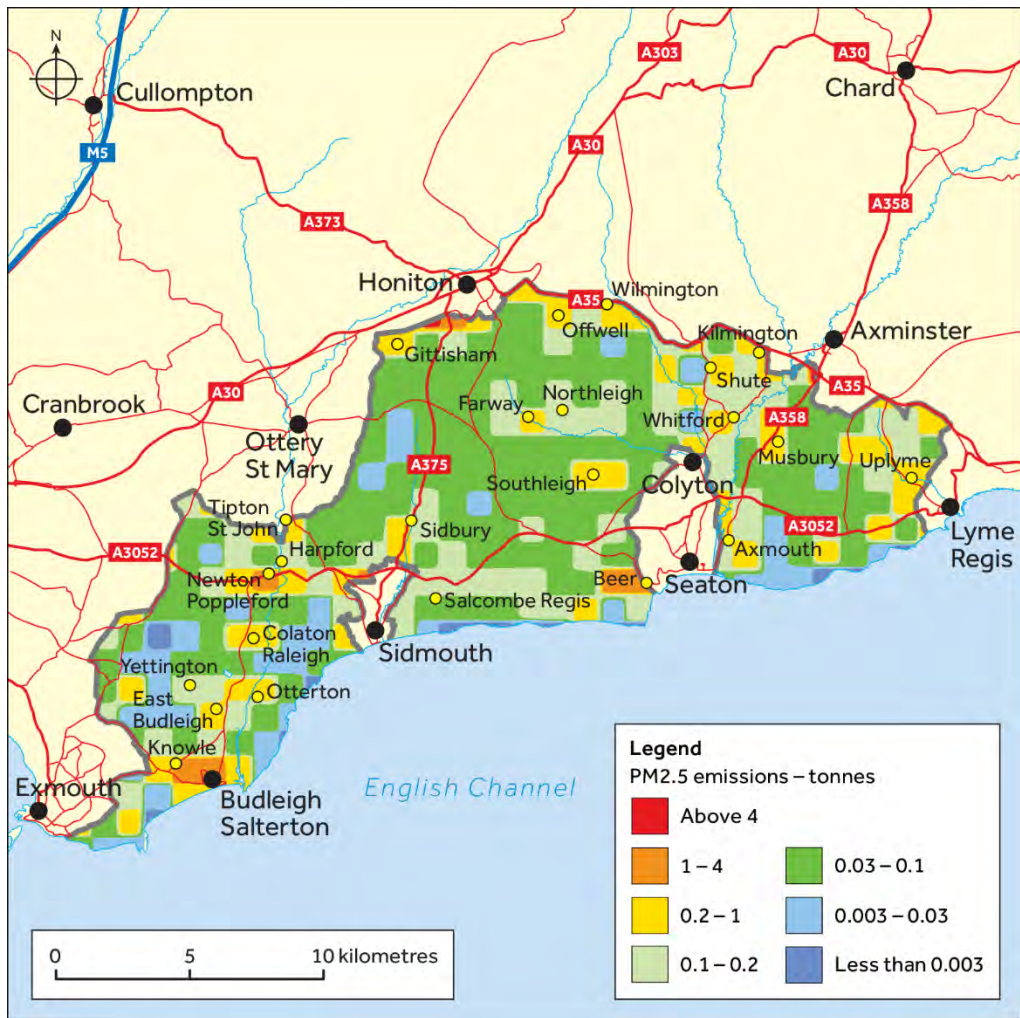 N
Cullompton
M5
A303
A30
Chard
A30
A373
A358
Honiton
A35
Wilmington
Offwell
Gittisham
Kilmington
Axminster
Shute
A35
A30
Cranbrook
Ottery
St Mary
Farway
Northleigh
Whitford
A358
Musbury
Uplyme
A375
Southleigh
Colyton
Tipton
St John
Sidbury
A3052
Lyme
Regis
A3052
Harpford
Axmouth
Newton
Poppleford
Beer
Seaton
Salcombe Regis
Colaton
Raleigh
Sidmouth
Yettington
East
Budleigh
Otterton
Knowle
Exmouth
Budleigh
Salterton
English Channel
Legend
PM2.5 emissions – tonnes
Above 4
1 – 4
0.03 – 0.1
0.2 – 1
0.003 – 0.03
0.1 – 0.2
Less than 0.003
0 5 10 kilometres